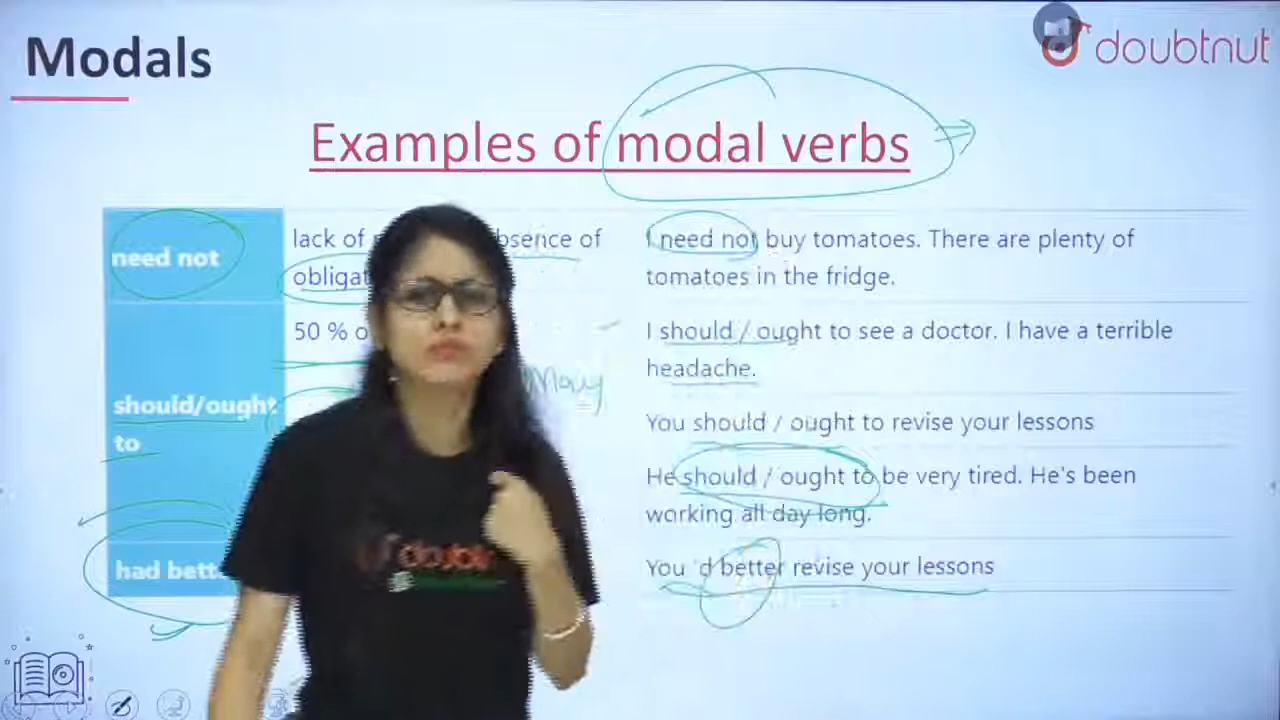 Modals
doubtnut
Examples of modal verbs
need not
lack of
absence of
I need not buy tomatoes. There are plenty of
tomatoes in the fridge.
50 %
I should / ought to see a doctor. I have a terrible
headache.
May
should/ought
to
You should / ought to revise your lessons
He should / ought to be very tired. He's been
working all day long.
had
You 'd better revise your lessons